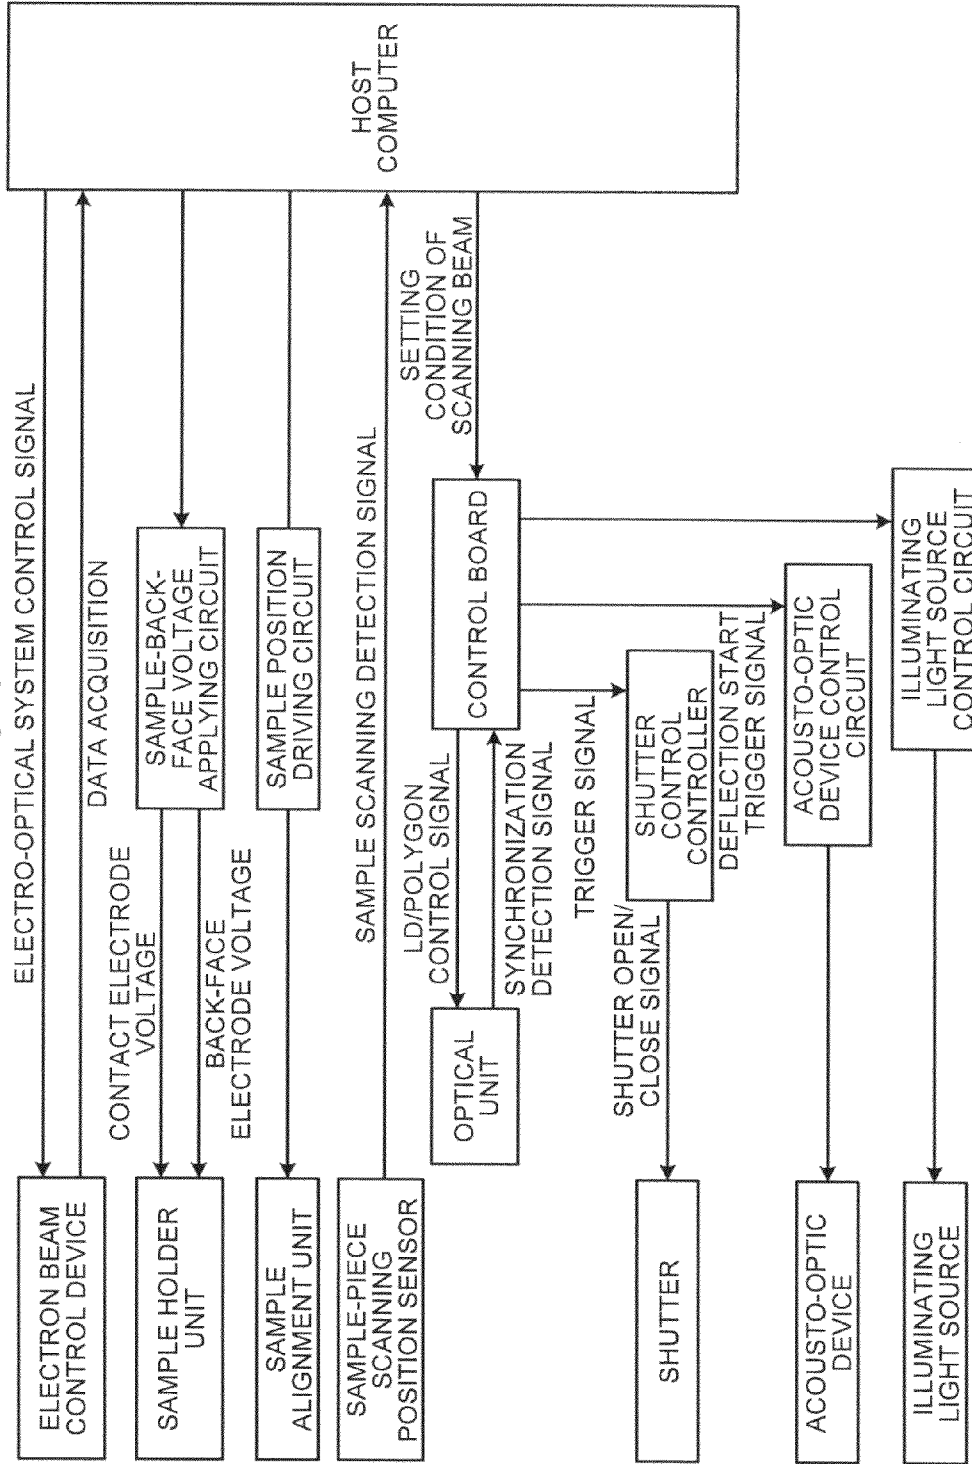 ELECTRON BEAM
CONTROL DEVICE
SAMPLE HOLDER
UNIT
SAMPLE
ALIGNMENT UNIT
SAMPLE-PIECE
SCANNING
POSITION SENSOR
SHUTTER
ACOUSTO-OPTIC
DEVICE
ILLUMINATING
LIGHT SOURCE
ELECTRO-OPTICAL SYSTEM CONTROL SIGNAL
DATA ACQUISITION
CONTACT ELECTRODE
VOLTAGE
BACK-FACE
ELECTRODE VOLTAGE
SAMPLE-BACK-
FACE VOLTAGE
APPLYING CIRCUIT
SAMPLE POSITION
DRIVING CIRCUIT
SAMPLE SCANNING DETECTION SIGNAL
OPTICAL
UNIT
LD/POLYGON
CONTROL SIGNAL
SYNCHRONIZATION
DETECTION SIGNAL
CONTROL BOARD
SETTING
CONDITION OF
SCANNING BEAM
TRIGGER SIGNAL
SHUTTER OPEN/
CLOSE SIGNAL
SHUTTER
CONTROL
CONTROLLER
DEFLECTION START
TRIGGER SIGNAL
ACOUSTO-OPTIC
DEVICE CONTROL
CIRCUIT
ILLUMINATING
LIGHT SOURCE
CONTROL CIRCUIT
HOST
COMPUTER